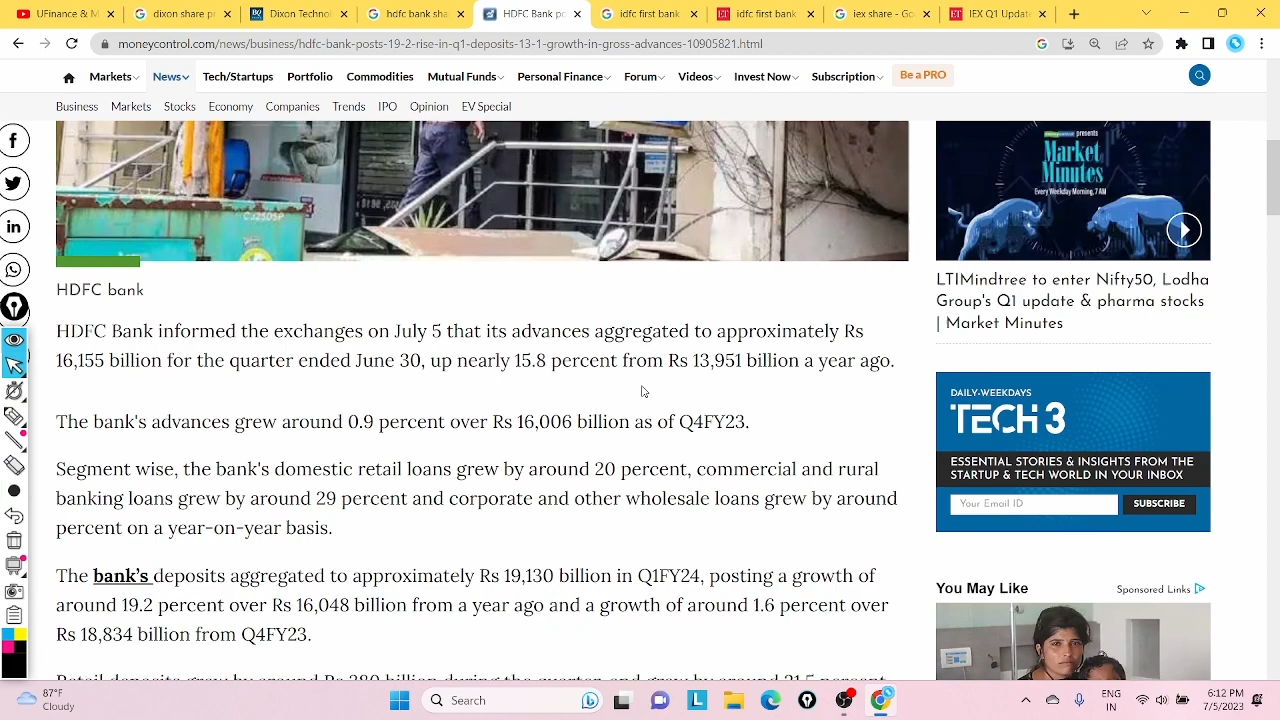 UFinance & M
dixon share pr
Dixon Technol
hdfc bank sha
HDFC Bank po
idfc first bank
idfc first bank
iex share - Go
IEX Q1 Update
moneycontrol.com/news/business/hdfc-bank-posts-19-2-rise-in-q1-deposits-13-1-growth-in-gross-advances-10905821.html
Markets News Tech/Startups Portfolio Commodities Mutual Funds Personal Finance Forum Videos Invest Now Subscription Be a PRO
Business Markets Stocks Economy Companies Trends IPO Opinion EV Special
presents
Market
Minutes
Every Weekday Morning, 7 AM
HDFC bank
HDFC Bank informed the exchanges on July 5 that its advances aggregated to approximately Rs
16,155 billion for the quarter ended June 30, up nearly 15.8 percent from Rs 13,951 billion a year ago.
The bank's advances grew around 0.9 percent over Rs 16,006 billion as of Q4FY23.
Segment wise, the bank's domestic retail loans grew by around 20 percent, commercial and rural
banking loans grew by around 29 percent and corporate and other wholesale loans grew by around
percent on a year-on-year basis.
The bank's deposits aggregated to approximately Rs 19,130 billion in Q1FY24, posting a growth of
around 19.2 percent over Rs 16,048 billion from a year ago and a growth of around 1.6 percent over
Rs 18,834 billion from Q4FY23.
LTIMindtree to enter Nifty50, Lodha
Group's Q1 update & pharma stocks
| Market Minutes
DAILY-WEEKDAYS
TECH 3
ESSENTIAL STORIES & INSIGHTS FROM THE
STARTUP & TECH WORLD IN YOUR INBOX
Your Email ID SUBSCRIBE
You May Like Sponsored Links
87°F
Cloudy
Search
ENG
IN
6:12 PM
7/5/2023